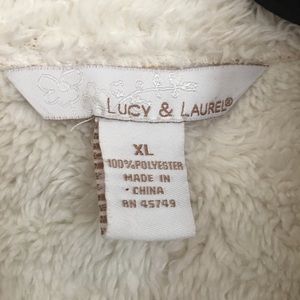 LUCY & LAUREL®
XL
100%POLYESTER
MADE IN
CHINA
RN 45749